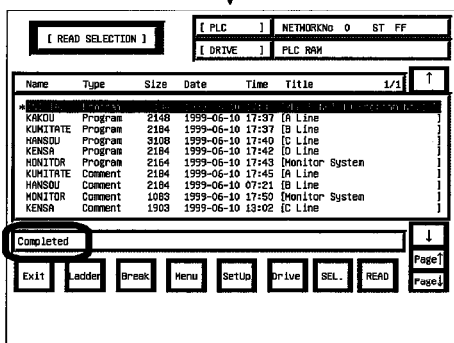 [ READ SELECTION ]
[ PLC ] NETWORKNo 0 ST FF
[ DRIVE ] PLC RAM
Name Type Size Date Time Title 1/1
↑
*
KAKOU Program 2148 1999-06-10 17:37 [A Line ]
KUMITATE Program 2184 1999-06-10 17:37 [B Line ]
HANSOU Program 3108 1999-06-10 17:40 [C Line ]
KENSA Program 2184 1999-06-10 17:42 [D Line ]
MONITOR Program 2164 1999-06-10 17:43 [Monitor System ]
KUMITATE Comment 2184 1999-06-10 17:45 [A Line ]
HANSOU Comment 2184 1999-06-10 07:21 [B Line ]
MONITOR Comment 1083 1999-06-10 17:50 [Monitor System ]
KENSA Comment 1903 1999-06-10 13:02 [C Line ]
Completed
↓
Exit Ladder Break Menu SetUp Drive SEL. READ
Page↑
Page↓